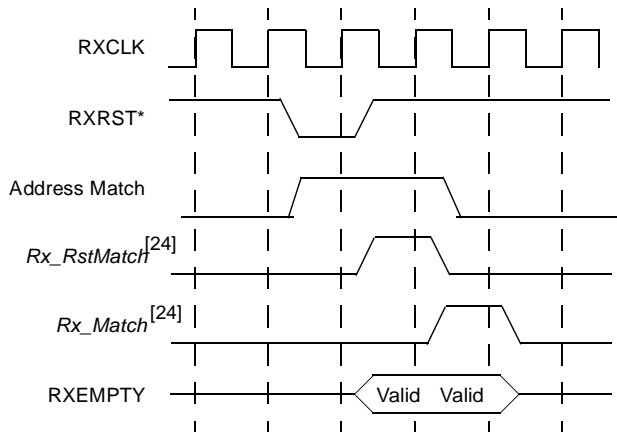 RXCLK
RXRST*
Address Match
Rx_RstMatch[24]
Rx_Match[24]
RXEMPTY Valid Valid